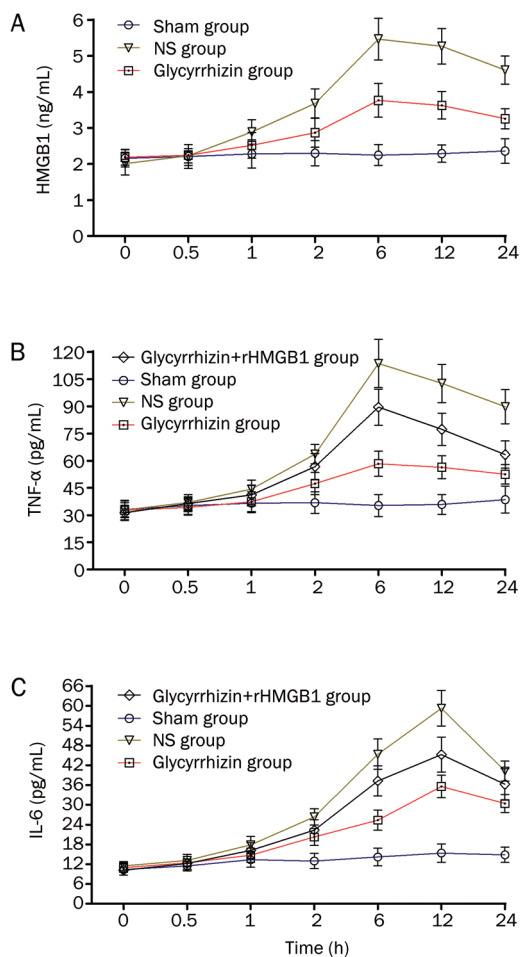 A
Sham group
NS group
Glycyrrhizin group
HMGB1 (ng/mL)
6
5
4
3
2
1
0
0 0.5 1 2 6 12 24
B
Glycyrrhizin+rHMGB1 group
Sham group
NS group
Glycyrrhizin group
TNF-α (pg/mL)
120
105
90
75
60
45
30
15
0
0 0.5 1 2 6 12 24
C
Glycyrrhizin+rHMGB1 group
Sham group
NS group
Glycyrrhizin group
IL-6 (pg/mL)
66
60
54
48
42
36
30
24
18
12
6
0
0 0.5 1 2 6 12 24
Time (h)